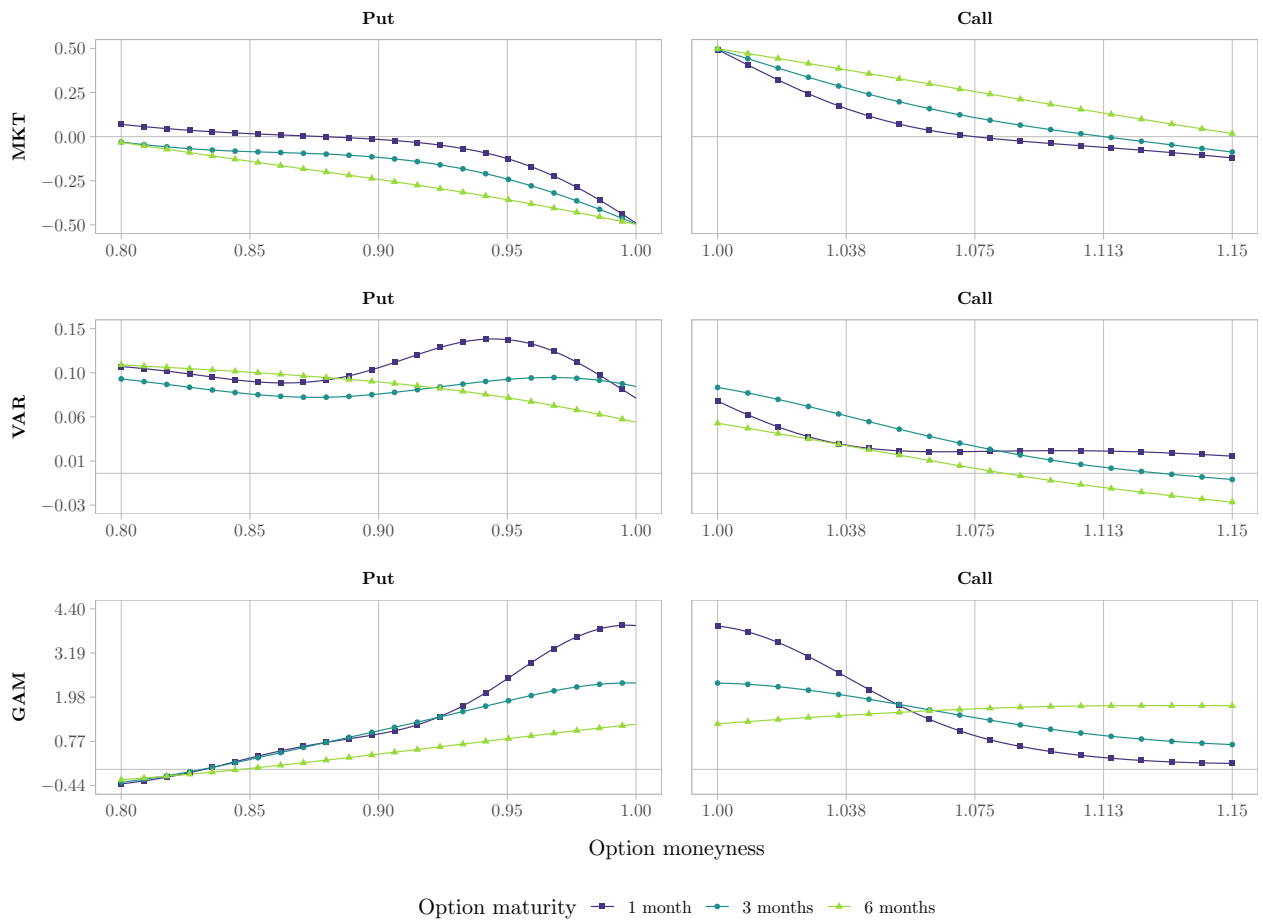 Put
Call
MKT
0.50
0.25
0.00
−0.25
−0.50
0.80 0.85 0.90 0.95 1.00
1.00 1.038 1.075 1.113 1.15
Put
Call
VAR
0.15
0.10
0.06
0.01
−0.03
0.80 0.85 0.90 0.95 1.00
1.00 1.038 1.075 1.113 1.15
Put
Call
GAM
4.40
3.19
1.98
0.77
−0.44
0.80 0.85 0.90 0.95 1.00
1.00 1.038 1.075 1.113 1.15
Option moneyness
Option maturity 1 month 3 months 6 months